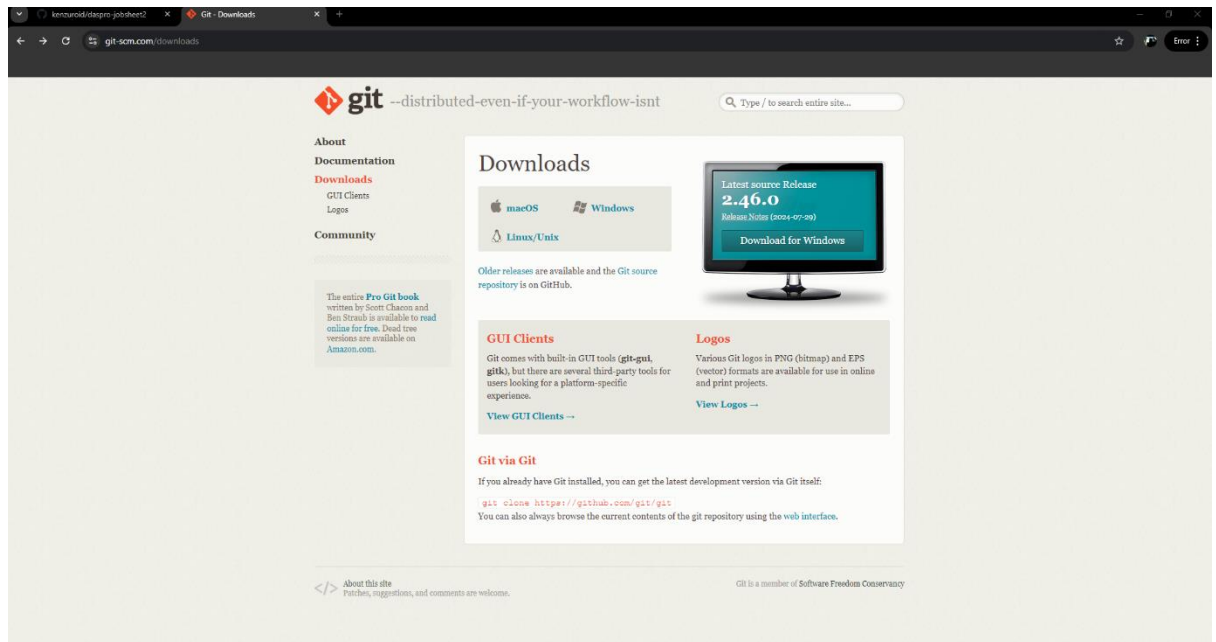 kenzuroid/daspro-jobsheet2
Git - Downloads
git-scm.com/downloads
Error
git --distributed-even-if-your-workflow-isnt
Type / to search entire site...
About
Documentation
Downloads
GUI Clients
Logos
Community
The entire Pro Git book
written by Scott Chacon and
Ben Straub is available to read
online for free. Dead tree
versions are available on
Amazon.com.
Downloads
macOS
Windows
Linux/Unix
Older releases are available and the Git source
repository is on GitHub.
Latest source Release
2.46.0
Release Notes (2024-07-29)
Download for Windows
GUI Clients
Git comes with built-in GUI tools (git-gui,
gitk), but there are several third-party tools for
users looking for a platform-specific
experience.
View GUI Clients →
Logos
Various Git logos in PNG (bitmap) and EPS
(vector) formats are available for use in online
and print projects.
View Logos →
Git via Git
If you already have Git installed, you can get the latest development version via Git itself:
git clone https://github.com/git/git
You can also always browse the current contents of the git repository using the web interface.
</> About this site
Patches, suggestions, and comments are welcome.
Git is a member of Software Freedom Conservancy